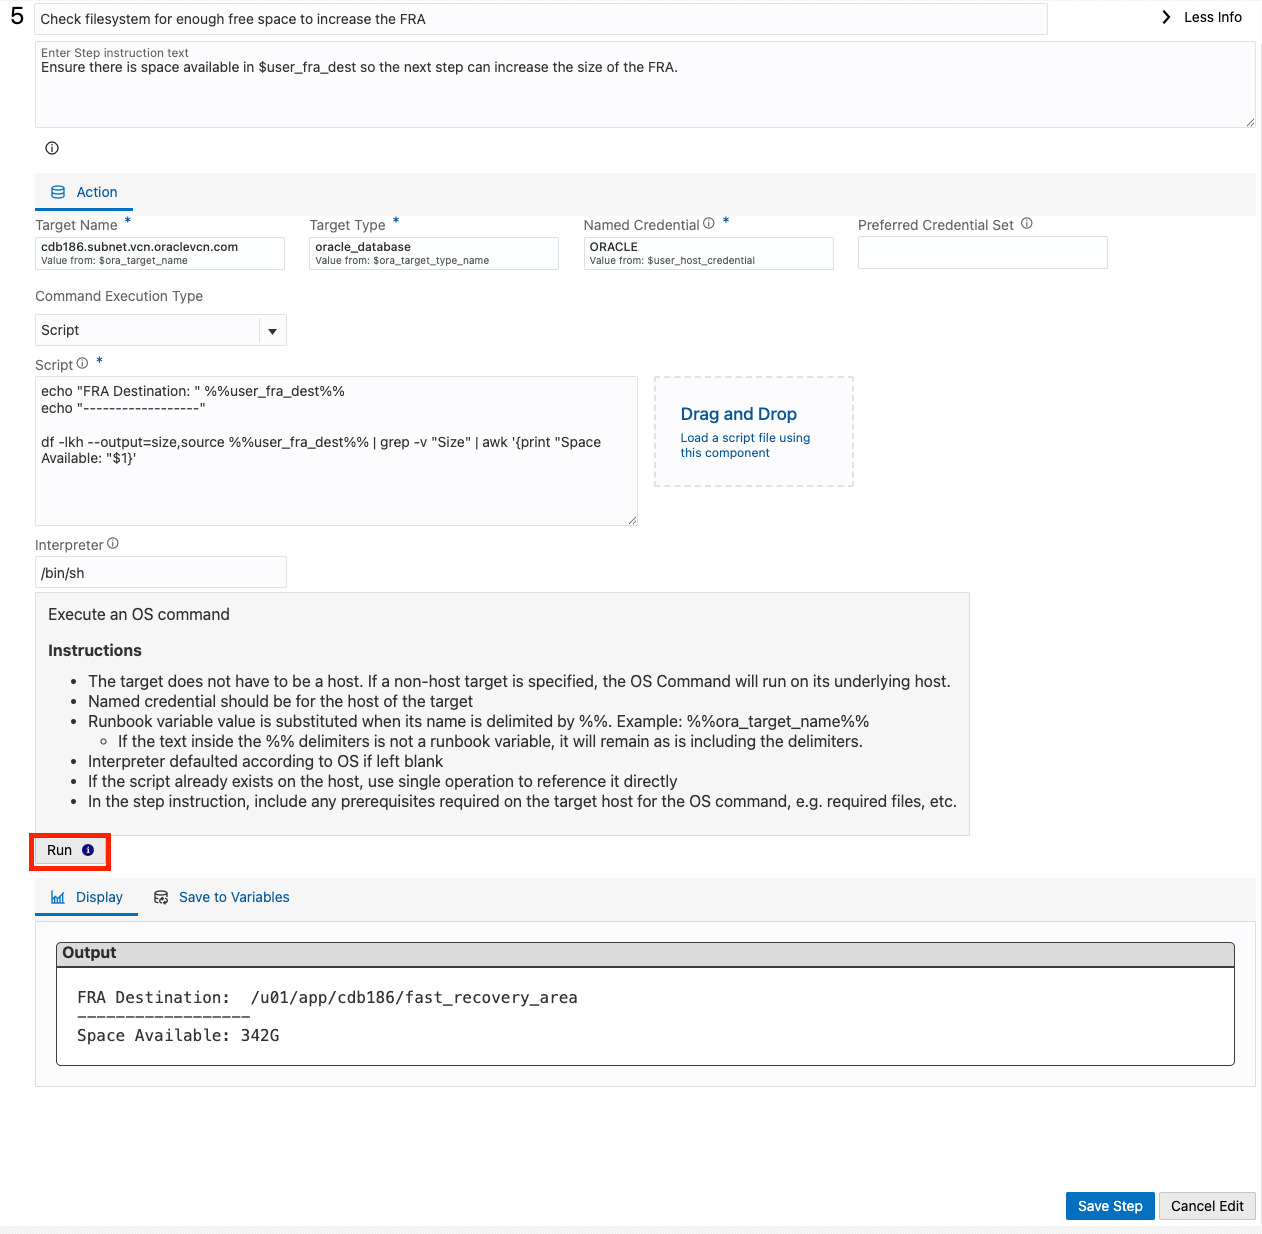 5
Check filesystem for enough free space to increase the FRA
Less Info
Enter Step instruction text
Ensure there is space available in $user_fra_dest so the next step can increase the size of the FRA.
Action
Target Name *
Target Type *
Named Credential *
Preferred Credential Set
cdb186.subnet.vcn.oraclevcn.com
Value from: $ora_target_name
oracle_database
Value from: $ora_target_type_name
ORACLE
Value from: $user_host_credential
Command Execution Type
Script
Script *
echo "FRA Destination: " %%user_fra_dest%%
echo "------------------"
df -lkh --output=size,source %%user_fra_dest%% | grep -v "Size" | awk '{print "Space
Available: "$1}'
Drag and Drop
Load a script file using
this component
Interpreter
/bin/sh
Execute an OS command
Instructions
• The target does not have to be a host. If a non-host target is specified, the OS Command will run on its underlying host.
• Named credential should be for the host of the target
• Runbook variable value is substituted when its name is delimited by %%. Example: %%ora_target_name%%
◦ If the text inside the %% delimiters is not a runbook variable, it will remain as is including the delimiters.
• Interpreter defaulted according to OS if left blank
• If the script already exists on the host, use single operation to reference it directly
• In the step instruction, include any prerequisites required on the target host for the OS command, e.g. required files, etc.
Run
Display
Save to Variables
Output
FRA Destination:  /u01/app/cdb186/fast_recovery_area
------------------
Space Available: 342G
Save Step
Cancel Edit